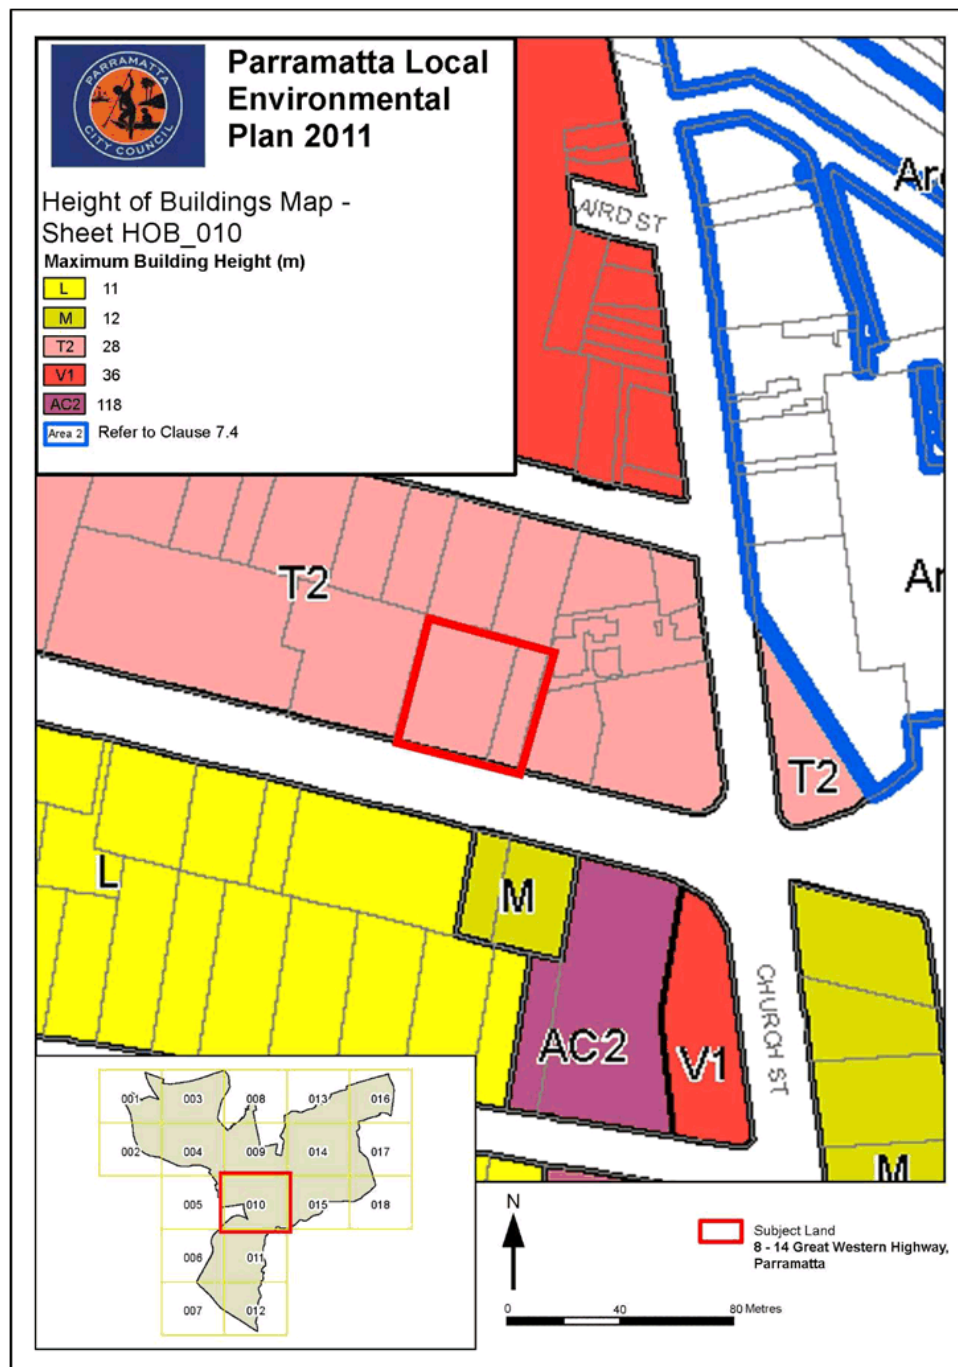 PARRAMATTA
CITY COUNCIL
Parramatta Local
Environmental
Plan 2011
Height of Buildings Map -
Sheet HOB_010
Maximum Building Height (m)
L 11
M 12
T2 28
V1 36
AC2 118
Area 2 Refer to Clause 7.4
AIRD ST
Are
Ar
T2
T2
L
M
AC2
V1
CHURCH ST
M
001
003
008
013
016
002
004
009
014
017
005
010
015
018
006
011
007
012
N
Subject Land
8 - 14 Great Western Highway,
Parramatta
0 40 80 Metres